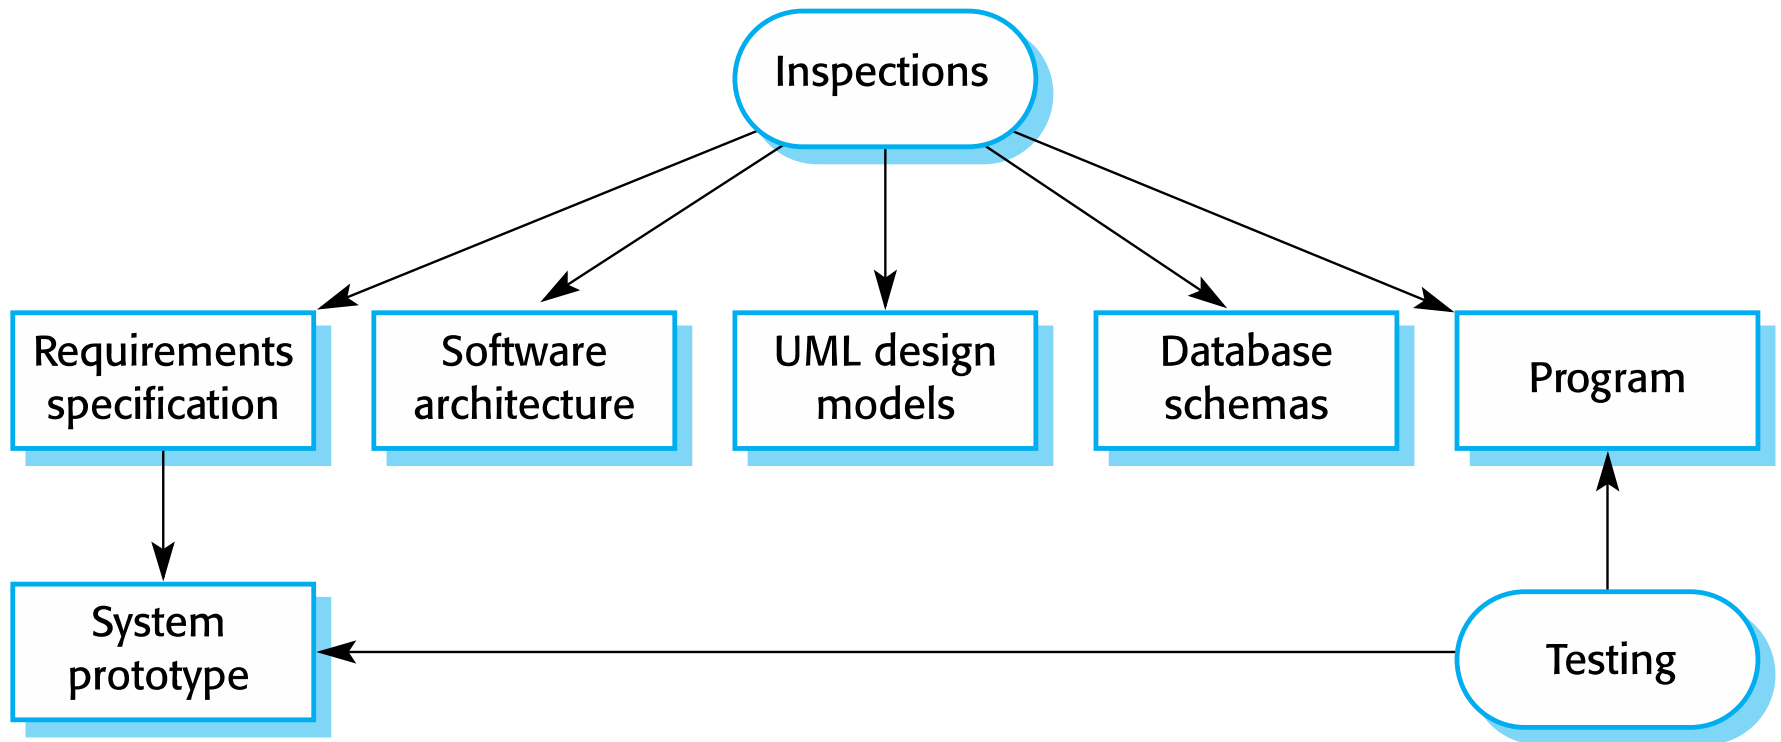 Inspections
Requirements
specification
Software
architecture
UML design
models
Database
schemas
Program
System
prototype
Testing